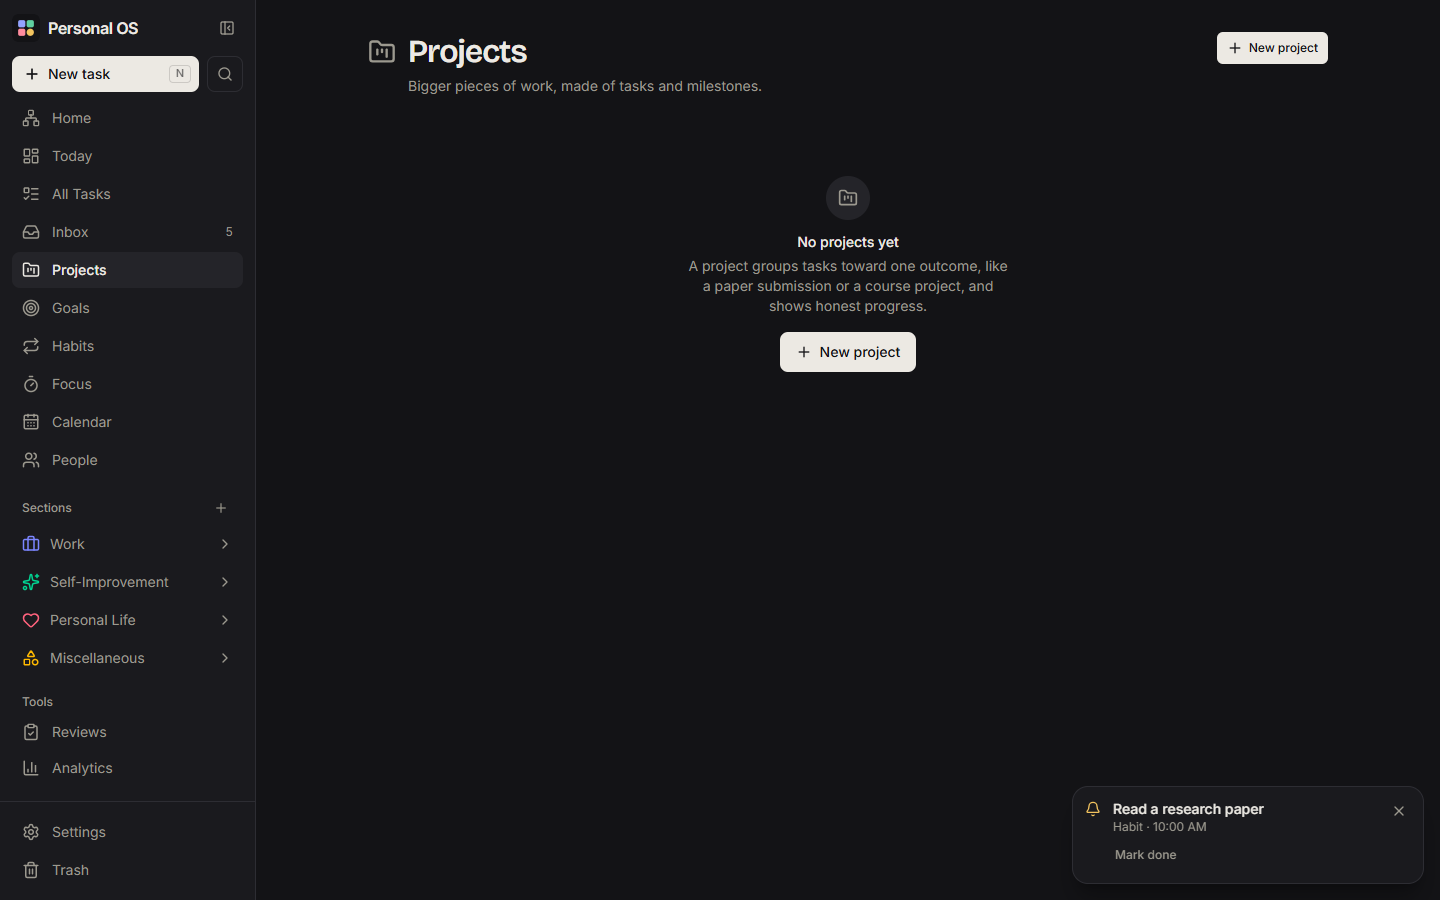 Personal OS
New task N
Home
Today
All Tasks
Inbox 5
Projects
Goals
Habits
Focus
Calendar
People
Sections
Work
Self-Improvement
Personal Life
Miscellaneous
Tools
Reviews
Analytics
Settings
Trash
Projects
Bigger pieces of work, made of tasks and milestones.
New project
No projects yet
A project groups tasks toward one outcome, like
a paper submission or a course project, and
shows honest progress.
New project
Read a research paper
Habit · 10:00 AM
Mark done